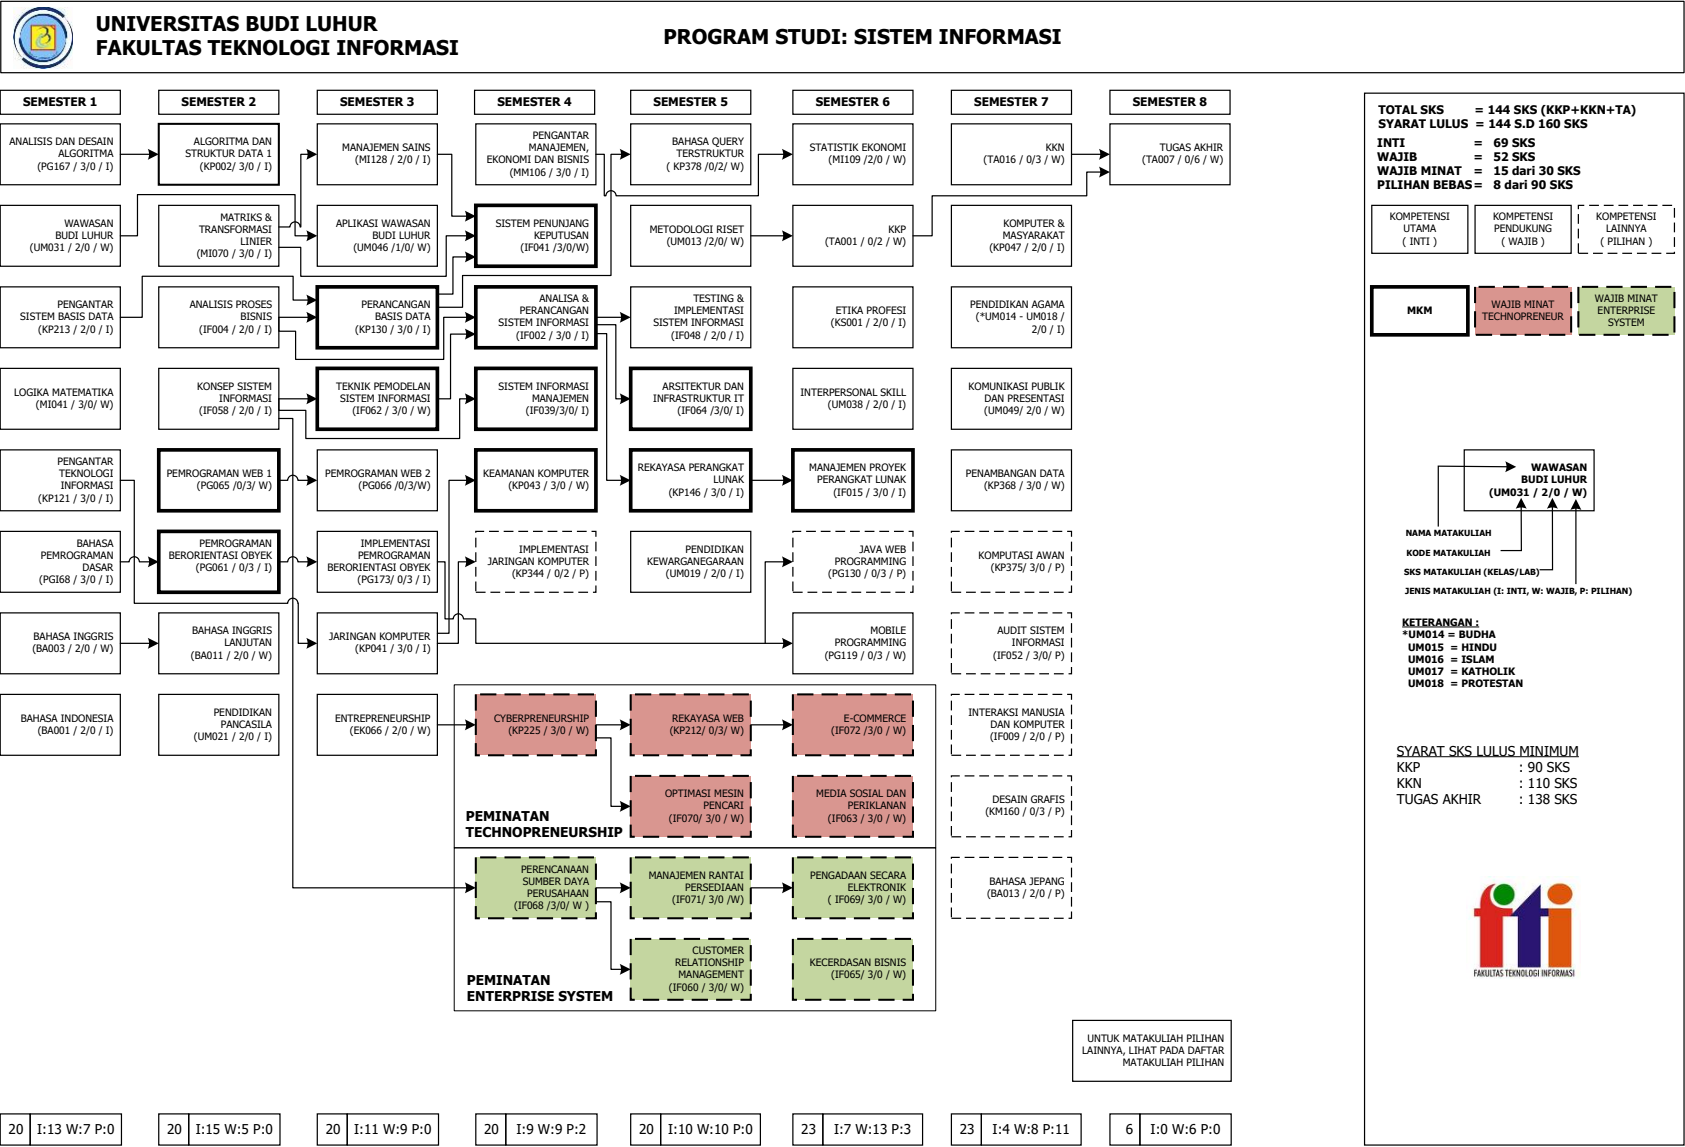 UNIVERSITAS BUDI LUHUR
FAKULTAS TEKNOLOGI INFORMASI
PROGRAM STUDI: SISTEM INFORMASI
SEMESTER 1
ANALISIS DAN DESAIN
ALGORITMA
(PG167 / 3/0 / I)
WAWASAN
BUDI LUHUR
(UM031 / 2/0 / W)
PENGANTAR
SISTEM BASIS DATA
(KP213 / 2/0 / I)
LOGIKA MATEMATIKA
(MI041 / 3/0/ W)
PENGANTAR
TEKNOLOGI
INFORMASI
(KP121 / 3/0 / I)
BAHASA
PEMROGRAMAN
DASAR
(PGI68 / 3/0 / I)
BAHASA INGGRIS
(BA003 / 2/0 / W)
BAHASA INDONESIA
(BA001 / 2/0 / I)
SEMESTER 2
ALGORITMA DAN
STRUKTUR DATA 1
(KP002/ 3/0 / I)
MATRIKS &
TRANSFORMASI
LINIER
(MI070 / 3/0 / I)
ANALISIS PROSES
BISNIS
(IF004 / 2/0 / I)
KONSEP SISTEM
INFORMASI
(IF058 / 2/0 / I)
PEMROGRAMAN WEB 1
(PG065 /0/3/ W)
PEMROGRAMAN
BERORIENTASI OBYEK
(PG061 / 0/3 / I)
BAHASA INGGRIS
LANJUTAN
(BA011 / 2/0 / W)
PENDIDIKAN
PANCASILA
(UM021 / 2/0 / I)
SEMESTER 3
MANAJEMEN SAINS
(MI128 / 2/0 / I)
APLIKASI WAWASAN
BUDI LUHUR
(UM046 /1/0/ W)
PERANCANGAN
BASIS DATA
(KP130 / 3/0 / I)
TEKNIK PEMODELAN
SISTEM INFORMASI
(IF062 / 3/0 / W)
PEMROGRAMAN WEB 2
(PG066 /0/3/W)
IMPLEMENTASI
PEMROGRAMAN
BERORIENTASI OBYEK
(PG173/ 0/3 / I)
JARINGAN KOMPUTER
(KP041 / 3/0 / I)
ENTREPRENEURSHIP
(EK066 / 2/0 / W)
SEMESTER 4
PENGANTAR
MANAJEMEN,
EKONOMI DAN BISNIS
(MM106 / 3/0 / I)
SISTEM PENUNJANG
KEPUTUSAN
(IF041 /3/0/W)
ANALISA &
PERANCANGAN
SISTEM INFORMASI
(IF002 / 3/0 / I)
SISTEM INFORMASI
MANAJEMEN
(IF039/3/0/ I)
KEAMANAN KOMPUTER
(KP043 / 3/0 / W)
IMPLEMENTASI
JARINGAN KOMPUTER
(KP344 / 0/2 / P)
CYBERPRENEURSHIP
(KP225 / 3/0 / W)
PEMINATAN
TECHNOPRENEURSHIP
PERENCANAAN
SUMBER DAYA
PERUSAHAAN
(IF068 /3/0/ W )
PEMINATAN
ENTERPRISE SYSTEM
SEMESTER 5
BAHASA QUERY
TERSTRUKTUR
( KP378 /0/2/ W)
METODOLOGI RISET
(UM013 /2/0/ W)
TESTING &
IMPLEMENTASI
SISTEM INFORMASI
(IF048 / 2/0 / I)
ARSITEKTUR DAN
INFRASTRUKTUR IT
(IF064 /3/0/ I)
REKAYASA PERANGKAT
LUNAK
(KP146 / 3/0 / I)
PENDIDIKAN
KEWARGANEGARAAN
(UM019 / 2/0 / I)
REKAYASA WEB
(KP212/ 0/3/ W)
OPTIMASI MESIN
PENCARI
(IF070/ 3/0 / W)
MANAJEMEN RANTAI
PERSEDIAAN
(IF071/ 3/0 /W)
CUSTOMER
RELATIONSHIP
MANAGEMENT
(IF060 / 3/0/ W)
SEMESTER 6
STATISTIK EKONOMI
(MI109 /2/0 / W)
KKP
(TA001 / 0/2 / W)
ETIKA PROFESI
(KS001 / 2/0 / I)
INTERPERSONAL SKILL
(UM038 / 2/0 / I)
MANAJEMEN PROYEK
PERANGKAT LUNAK
(IF015 / 3/0 / I)
JAVA WEB
PROGRAMMING
(PG130 / 0/3 / P)
MOBILE
PROGRAMMING
(PG119 / 0/3 / W)
E-COMMERCE
(IF072 /3/0 / W)
MEDIA SOSIAL DAN
PERIKLANAN
(IF063 / 3/0 / W)
PENGADAAN SECARA
ELEKTRONIK
( IF069/ 3/0 / W)
KECERDASAN BISNIS
(IF065/ 3/0 / W)
SEMESTER 7
KKN
(TA016 / 0/3 / W)
KOMPUTER &
MASYARAKAT
(KP047 / 2/0 / I)
PENDIDIKAN AGAMA
(*UM014 - UM018 /
2/0 / I)
KOMUNIKASI PUBLIK
DAN PRESENTASI
(UM049/ 2/0 / W)
PENAMBANGAN DATA
(KP368 / 3/0 / W)
KOMPUTASI AWAN
(KP375/ 3/0 / P)
AUDIT SISTEM
INFORMASI
(IF052 / 3/0/ P)
INTERAKSI MANUSIA
DAN KOMPUTER
(IF009 / 2/0 / P)
DESAIN GRAFIS
(KM160 / 0/3 / P)
BAHASA JEPANG
(BA013 / 2/0 / P)
SEMESTER 8
TUGAS AKHIR
(TA007 / 0/6 / W)
UNTUK MATAKULIAH PILIHAN
LAINNYA, LIHAT PADA DAFTAR
MATAKULIAH PILIHAN
20 I:13 W:7 P:0
20 I:15 W:5 P:0
20 I:11 W:9 P:0
20 I:9 W:9 P:2
20 I:10 W:10 P:0
23 I:7 W:13 P:3
23 I:4 W:8 P:11
6 I:0 W:6 P:0
TOTAL SKS = 144 SKS (KKP+KKN+TA)
SYARAT LULUS = 144 S.D 160 SKS
INTI = 69 SKS
WAJIB = 52 SKS
WAJIB MINAT = 15 dari 30 SKS
PILIHAN BEBAS= 8 dari 90 SKS
KOMPETENSI
UTAMA
( INTI )
KOMPETENSI
PENDUKUNG
( WAJIB )
KOMPETENSI
LAINNYA
( PILIHAN )
MKM
WAJIB MINAT
TECHNOPRENEUR
WAJIB MINAT
ENTERPRISE
SYSTEM
WAWASAN
BUDI LUHUR
(UM031 / 2/0 / W)
NAMA MATAKULIAH
KODE MATAKULIAH
SKS MATAKULIAH (KELAS/LAB)
JENIS MATAKULIAH (I: INTI, W: WAJIB, P: PILIHAN)
KETERANGAN :
*UM014 = BUDHA
UM015 = HINDU
UM016 = ISLAM
UM017 = KATHOLIK
UM018 = PROTESTAN
SYARAT SKS LULUS MINIMUM
KKP : 90 SKS
KKN : 110 SKS
TUGAS AKHIR : 138 SKS
fti
FAKULTAS TEKNOLOGI INFORMASI